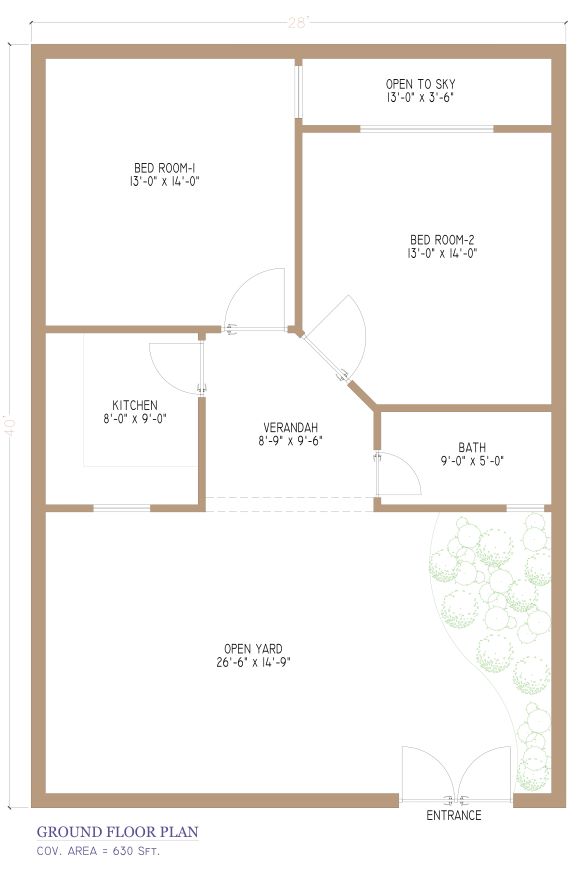 28'
OPEN TO SKY
13'-0" X 3'-6"
BED ROOM-1
13'-0" X 14'-0"
BED ROOM-2
13'-0" X 14'-0"
KITCHEN
8'-0" X 9'-0"
40'
VERANDAH
8'-9" X 9'-6"
BATH
9'-0" X 5'-0"
OPEN YARD
26'-6" X 14'-9"
ENTRANCE
GROUND FLOOR PLAN
COV. AREA = 630 SFT.